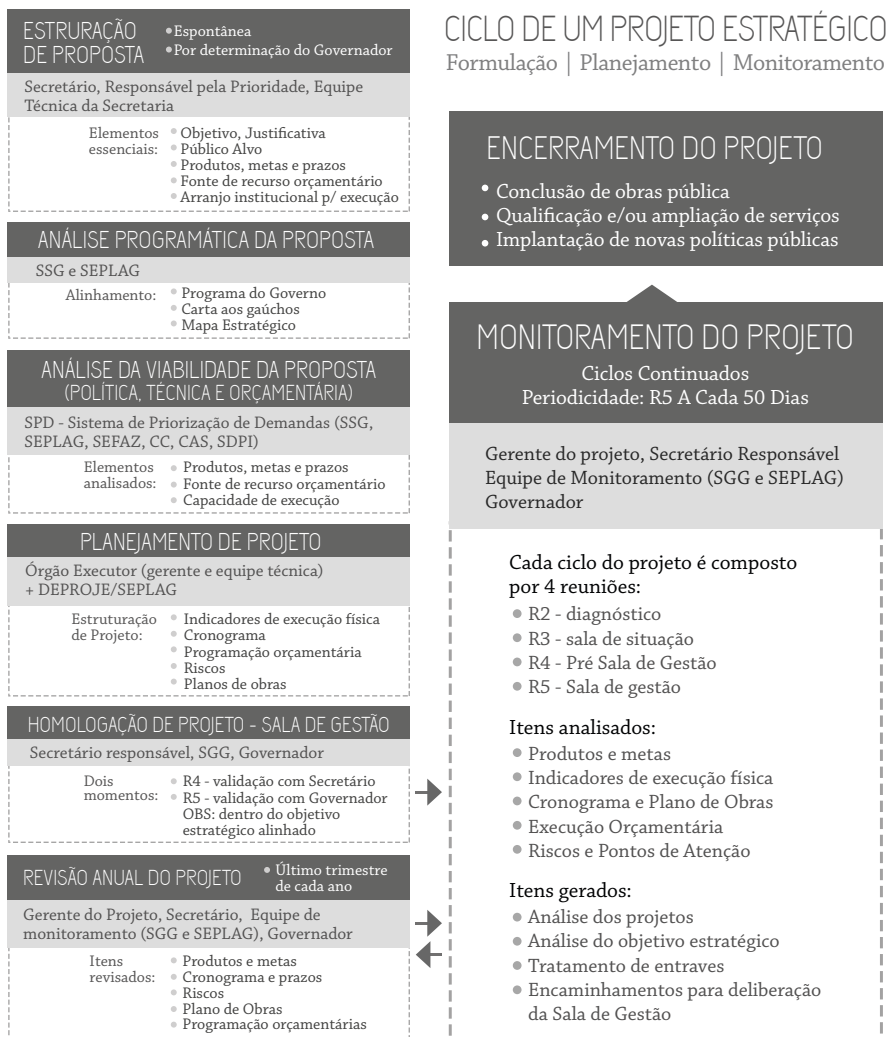 ESTRURAÇÃO
DE PROPOSTA
Espontânea
Por determinação do Governador
Secretário, Responsável pela Prioridade, Equipe
Técnica da Secretaria
Elementos
essenciais:
Objetivo, Justificativa
Público Alvo
Produtos, metas e prazos
Fonte de recurso orçamentário
Arranjo institucional p/ execução
ANÁLISE PROGRAMÁTICA DA PROPOSTA
SSG e SEPLAG
Alinhamento:
Programa do Governo
Carta aos gaúchos
Mapa Estratégico
ANÁLISE DA VIABILIDADE DA PROPOSTA
(POLÍTICA, TÉCNICA E ORÇAMENTÁRIA)
SPD - Sistema de Priorização de Demandas (SSG,
SEPLAG, SEFAZ, CC, CAS, SDPI)
Elementos
analisados:
Produtos, metas e prazos
Fonte de recurso orçamentário
Capacidade de execução
PLANEJAMENTO DE PROJETO
Órgão Executor (gerente e equipe técnica)
+ DEPROJE/SEPLAG
Estruturação
de Projeto:
Indicadores de execução física
Cronograma
Programação orçamentária
Riscos
Planos de obras
HOMOLOGAÇÃO DE PROJETO - SALA DE GESTÃO
Secretário responsável, SGG, Governador
Dois
momentos:
R4 - validação com Secretário
R5 - validação com Governador
OBS: dentro do objetivo
estratégico alinhado
REVISÃO ANUAL DO PROJETO
Último trimestre
de cada ano
Gerente do Projeto, Secretário, Equipe de
monitoramento (SGG e SEPLAG), Governador
Itens
revisados:
Produtos e metas
Cronograma e prazos
Riscos
Plano de Obras
Programação orçamentárias
CICLO DE UM PROJETO ESTRATÉGICO
Formulação | Planejamento | Monitoramento
ENCERRAMENTO DO PROJETO
Conclusão de obras pública
Qualificação e/ou ampliação de serviços
Implantação de novas políticas públicas
MONITORAMENTO DO PROJETO
Ciclos Continuados
Periodicidade: R5 A Cada 50 Dias
Gerente do projeto, Secretário Responsável
Equipe de Monitoramento (SGG e SEPLAG)
Governador
Cada ciclo do projeto é composto
por 4 reuniões:
R2 - diagnóstico
R3 - sala de situação
R4 - Pré Sala de Gestão
R5 - Sala de gestão
Itens analisados:
Produtos e metas
Indicadores de execução física
Cronograma e Plano de Obras
Execução Orçamentária
Riscos e Pontos de Atenção
Itens gerados:
Análise dos projetos
Análise do objetivo estratégico
Tratamento de entraves
Encaminhamentos para deliberação
da Sala de Gestão